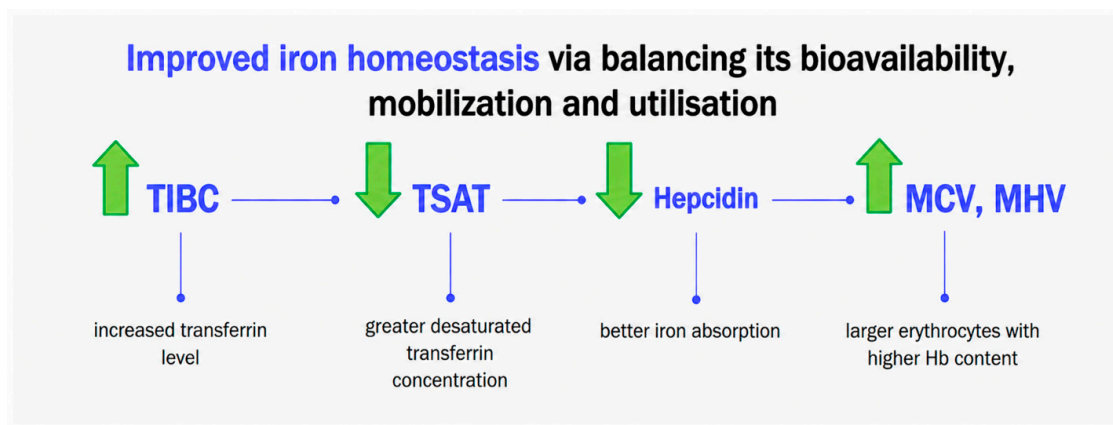 Improved iron homeostasis via balancing its bioavailability,
mobilization and utilisation
TIBC
TSAT
Hepcidin
MCV, MHV
increased transferrin
level
greater desaturated
transferrin
concentration
better iron absorption
larger erythrocytes with
higher Hb content